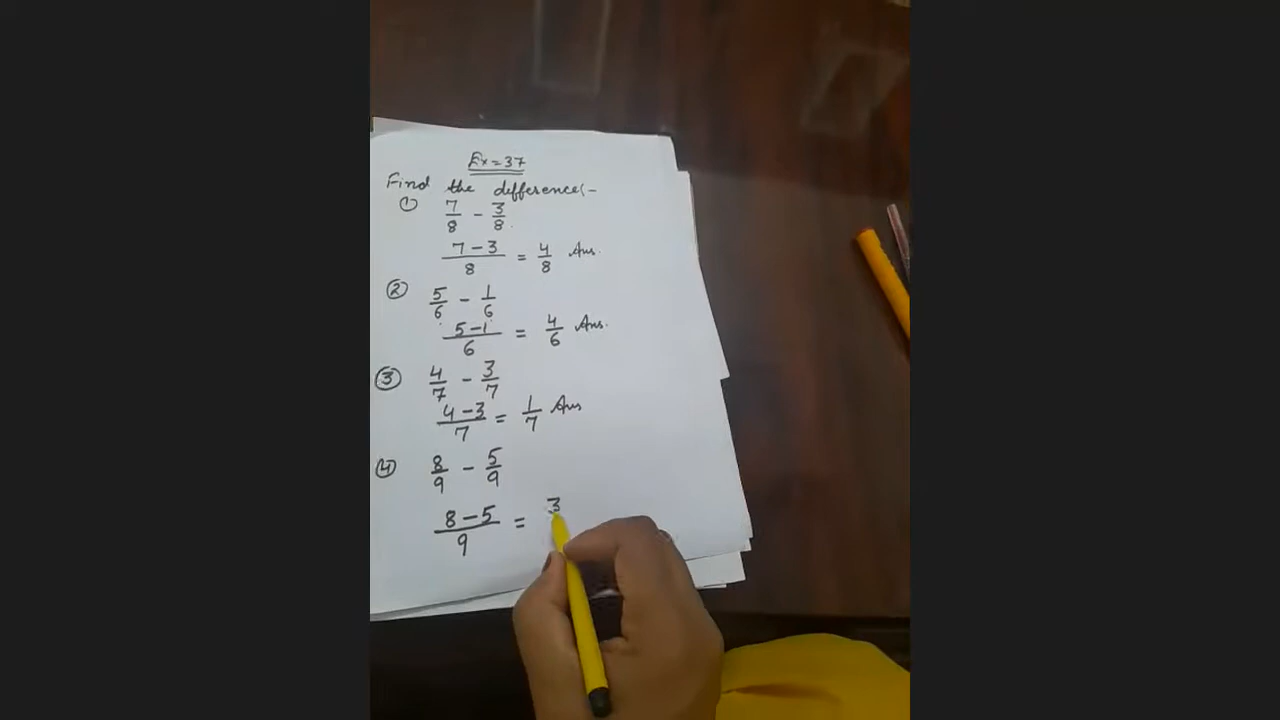 Ex = 37
Find the difference :-
① 7/8 - 3/8.
7 - 3/8 = 4/8 Ans.
② 5/6 - 1/6
5 - 1/6 = 4/6 Ans.
③ 4/7 - 3/7
4 - 3/7 = 1/7 Ans
④ 8/9 - 5/9
8 - 5/9 = 3